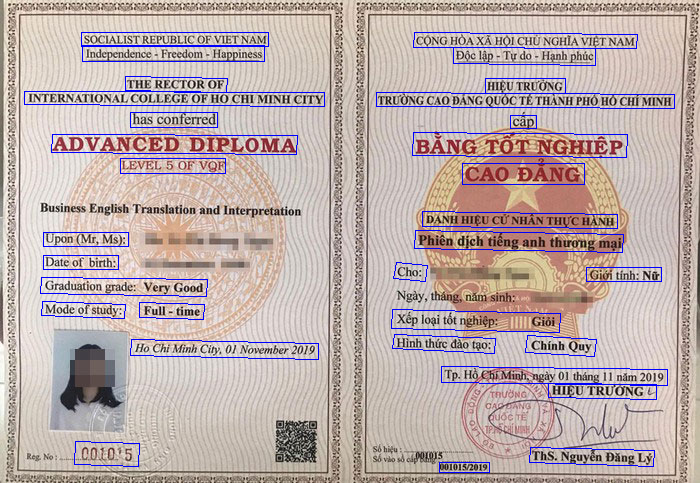 SOCIALIST REPUBLIC OF VIET NAM
Independence - Freedom - Happiness
THE RECTOR OF
INTERNATIONAL COLLEGE OF HO CHI MINH CITY
has conferred
ADVANCED DIPLOMA
LEVEL 5 OF VQF
Business English Translation and Interpretation
Upon (Mr, Ms):
Date of birth:
Graduation grade: Very Good
Mode of study: Full - time
Ho Chi Minh City, 01 November 2019
Reg. No : 001015
CỘNG HÒA XÃ HỘI CHỦ NGHĨA VIỆT NAM
Độc lập - Tự do - Hạnh phúc
HIỆU TRƯỞNG
TRƯỜNG CAO ĐẲNG QUỐC TẾ THÀNH PHỐ HỒ CHÍ MINH
cấp
BẰNG TỐT NGHIỆP
CAO ĐẲNG
DANH HIỆU CỬ NHÂN THỰC HÀNH
Phiên dịch tiếng anh thương mại
Cho: Giới tính: Nữ
Ngày, tháng, năm sinh:
Xếp loại tốt nghiệp: Giỏi
Hình thức đào tạo: Chính Quy
Tp. Hồ Chí Minh, ngày 01 tháng 11 năm 2019
HIỆU TRƯỞNG
TRƯỜNG
CAO ĐẲNG
QUỐC TẾ
TP.HỒ CHÍ MINH
Số hiệu : 001015
Số vào sổ cấp bằng 001015/2019
ThS. Nguyễn Đăng Lý